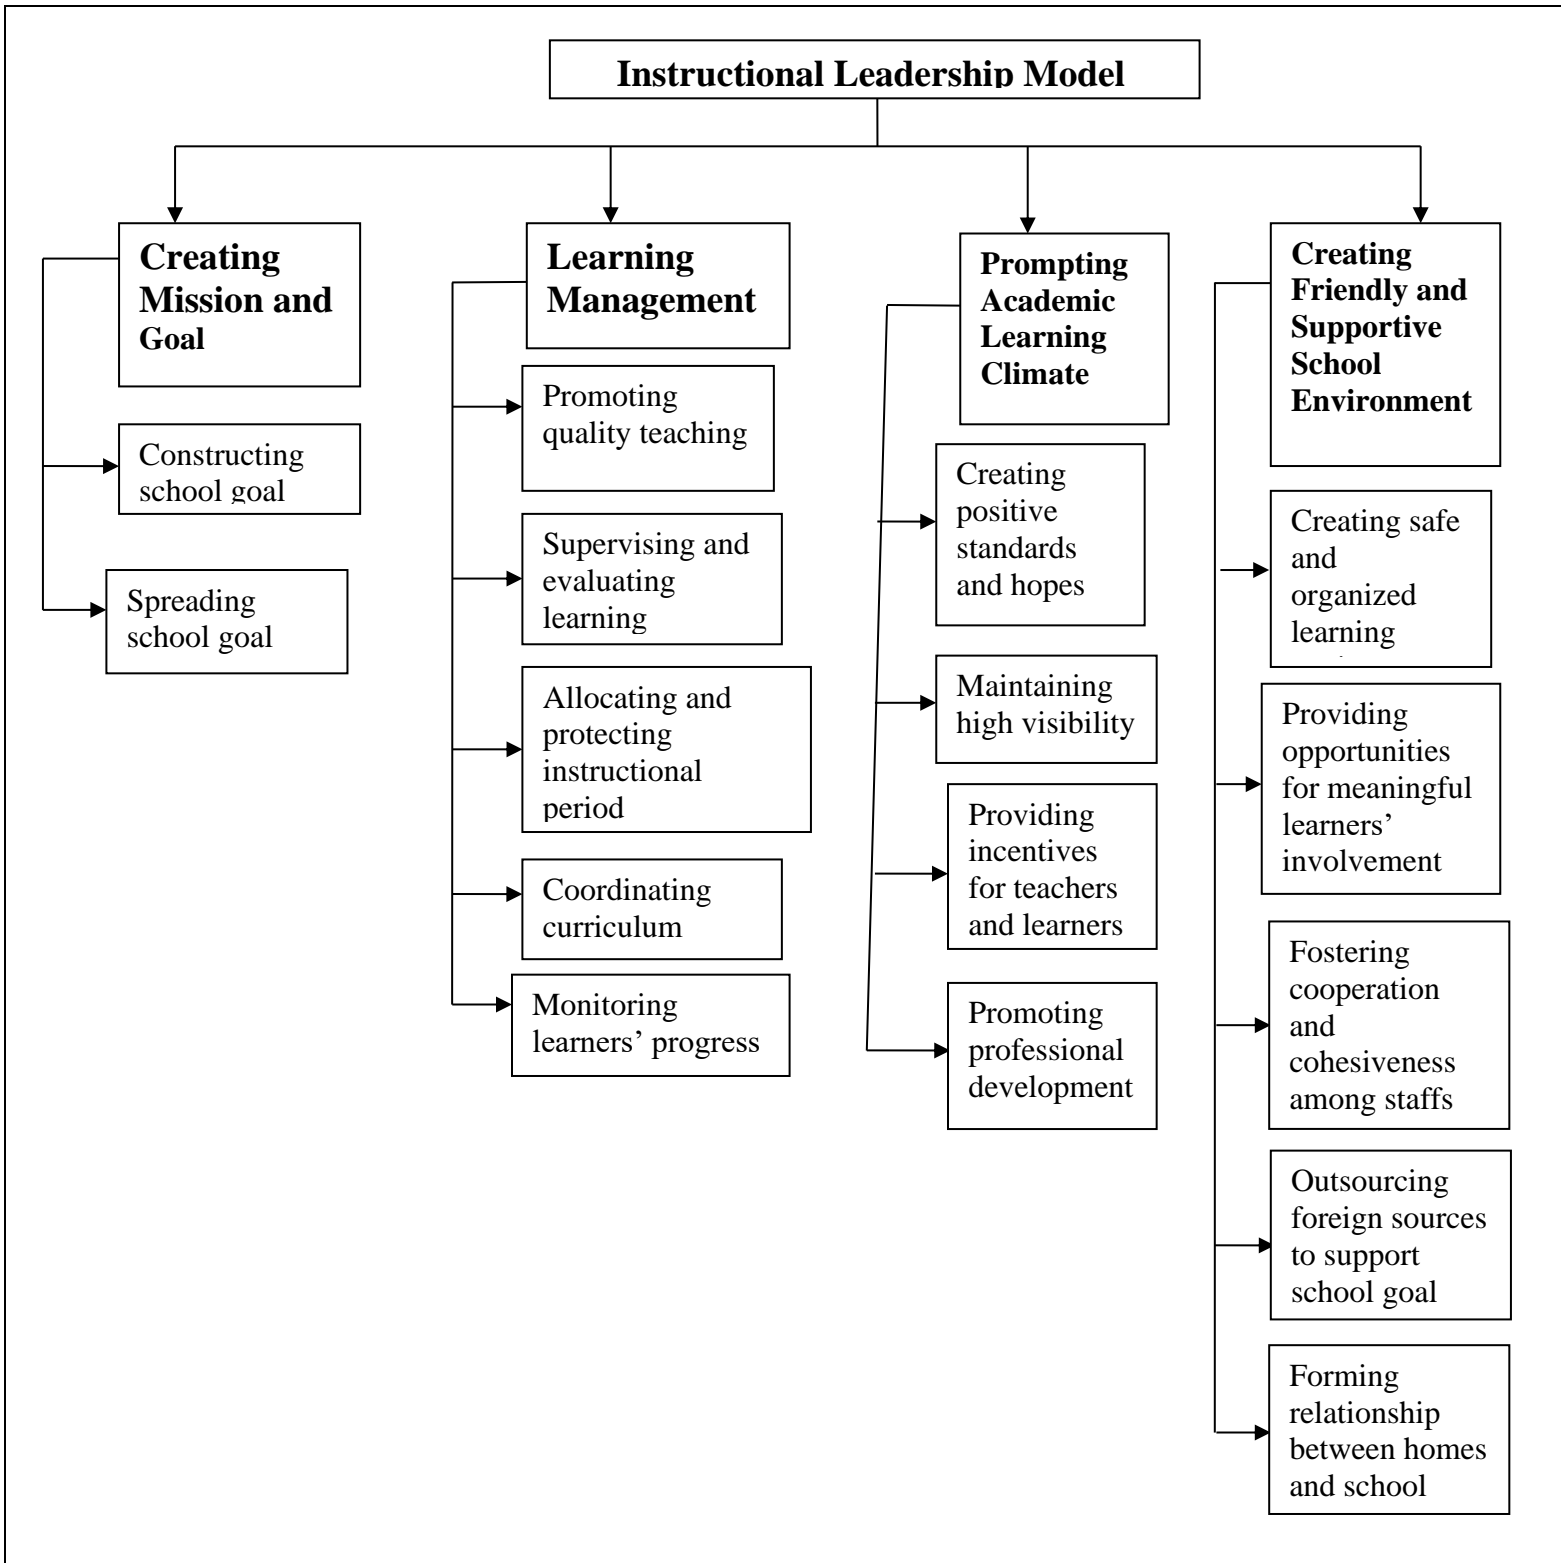 Instructional Leadership Model
Creating
Mission and
Goal
Constructing
school goal
Spreading
school goal
Learning
Management
Promoting
quality teaching
Supervising and
evaluating
learning
Allocating and
protecting
instructional
period
Coordinating
curriculum
Monitoring
learners’ progress
Prompting
Academic
Learning
Climate
Creating
positive
standards
and hopes
Maintaining
high visibility
Providing
incentives
for teachers
and learners
Promoting
professional
development
Creating
Friendly and
Supportive
School
Environment
Creating safe
and
organized
learning
Providing
opportunities
for meaningful
learners’
involvement
Fostering
cooperation
and
cohesiveness
among staffs
Outsourcing
foreign sources
to support
school goal
Forming
relationship
between homes
and school